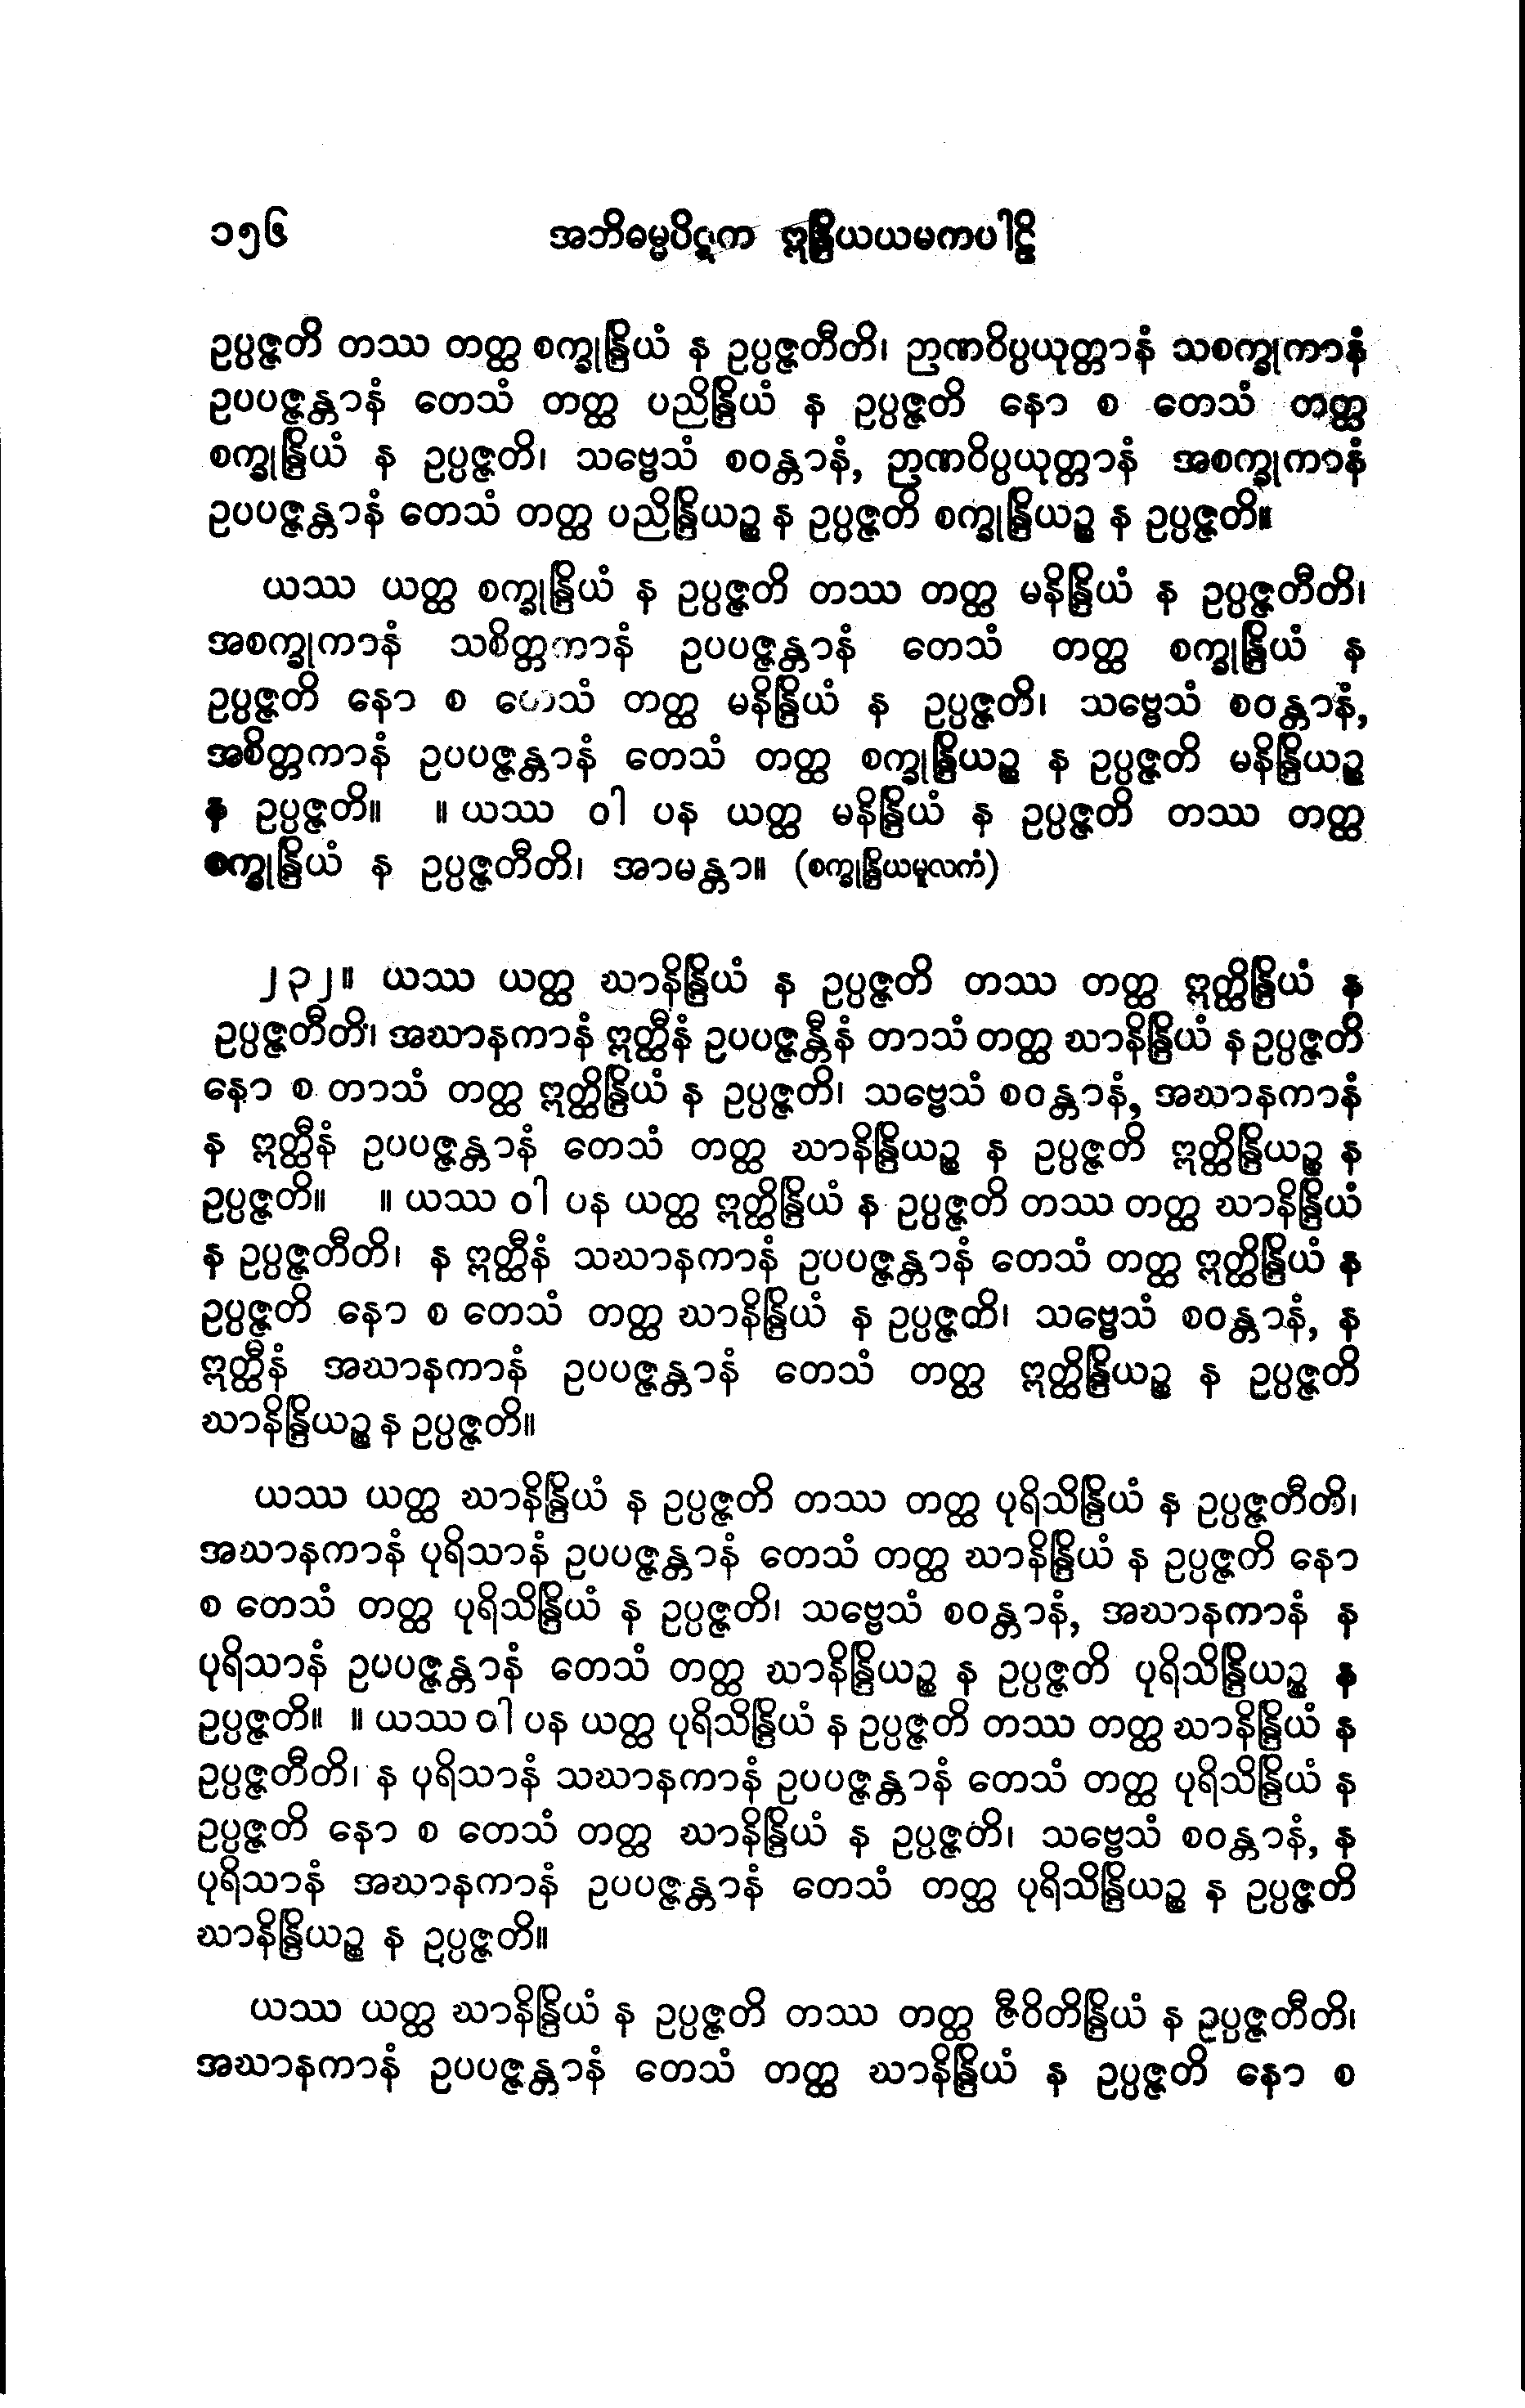 ၁၅၆ အဘိဓမ္မပိဋက ဣန္ဒြိယယမကပါဠိ
ဥပ္ပဇ္ဇတိ တဿ တတ္ထ စက္ခုန္ဒြိယံ န ဥပ္ပဇ္ဇတီတိ၊ ဉာဏဝိပ္ပယုတ္တာနံ သစက္ခုကာနံ
ဥပပဇ္ဇန္တာနံ တေသံ တတ္ထ ပညိန္ဒြိယံ န ဥပ္ပဇ္ဇတိ နော စ တေသံ တတ္ထ
စက္ခုန္ဒြိယံ န ဥပ္ပဇ္ဇတိ၊ သဗ္ဗေသံ စဝန္တာနံ, ဉာဏဝိပ္ပယုတ္တာနံ အစက္ခုကာနံ
ဥပပဇ္ဇန္တာနံ တေသံ တတ္ထ ပညိန္ဒြိယဉ္စ န ဥပ္ပဇ္ဇတိ စက္ခုန္ဒြိယဉ္စ န ဥပ္ပဇ္ဇတိ။
ယဿ ယတ္ထ စက္ခုန္ဒြိယံ န ဥပ္ပဇ္ဇတိ တဿ တတ္ထ မနိန္ဒြိယံ န ဥပ္ပဇ္ဇတီတိ၊
အစက္ခုကာနံ သစိတ္တကာနံ ဥပပဇ္ဇန္တာနံ တေသံ တတ္ထ စက္ခုန္ဒြိယံ န
ဥပ္ပဇ္ဇတိ နော စ တေသံ တတ္ထ မနိန္ဒြိယံ န ဥပ္ပဇ္ဇတိ၊ သဗ္ဗေသံ စဝန္တာနံ,
အစိတ္တကာနံ ဥပပဇ္ဇန္တာနံ တေသံ တတ္ထ စက္ခုန္ဒြိယဉ္စ န ဥပ္ပဇ္ဇတိ မနိန္ဒြိယဉ္စ
န ဥပ္ပဇ္ဇတိ။ ။ ယဿ ဝါ ပန ယတ္ထ မနိန္ဒြိယံ န ဥပ္ပဇ္ဇတိ တဿ တတ္ထ
စက္ခုန္ဒြိယံ န ဥပ္ပဇ္ဇတီတိ၊ အာမန္တာ။ (စက္ခုန္ဒြိယမူလကံ)
၂၃၂။ ယဿ ယတ္ထ ဃာနိန္ဒြိယံ န ဥပ္ပဇ္ဇတိ တဿ တတ္ထ ဣတ္ထိန္ဒြိယံ န
ဥပ္ပဇ္ဇတီတိ၊ အဃာနကာနံ ဣတ္ထီနံ ဥပပဇ္ဇန္တီနံ တာသံ တတ္ထ ဃာနိန္ဒြိယံ န ဥပ္ပဇ္ဇတိ
နော စ တာသံ တတ္ထ ဣတ္ထိန္ဒြိယံ န ဥပ္ပဇ္ဇတိ၊ သဗ္ဗေသံ စဝန္တာနံ, အဃာနကာနံ
န ဣတ္ထီနံ ဥပပဇ္ဇန္တာနံ တေသံ တတ္ထ ဃာနိန္ဒြိယဉ္စ န ဥပ္ပဇ္ဇတိ ဣတ္ထိန္ဒြိယဉ္စ န
ဥပ္ပဇ္ဇတိ။ ။ ယဿ ဝါ ပန ယတ္ထ ဣတ္ထိန္ဒြိယံ န ဥပ္ပဇ္ဇတိ တဿ တတ္ထ ဃာနိန္ဒြိယံ
န ဥပ္ပဇ္ဇတီတိ၊ န ဣတ္ထီနံ သဃာနကာနံ ဥပပဇ္ဇန္တာနံ တေသံ တတ္ထ ဣတ္ထိန္ဒြိယံ န
ဥပ္ပဇ္ဇတိ နော စ တေသံ တတ္ထ ဃာနိန္ဒြိယံ န ဥပ္ပဇ္ဇတိ၊ သဗ္ဗေသံ စဝန္တာနံ, န
ဣတ္ထီနံ အဃာနကာနံ ဥပပဇ္ဇန္တာနံ တေသံ တတ္ထ ဣတ္ထိန္ဒြိယဉ္စ န ဥပ္ပဇ္ဇတိ
ဃာနိန္ဒြိယဉ္စ န ဥပ္ပဇ္ဇတိ။
ယဿ ယတ္ထ ဃာနိန္ဒြိယံ န ဥပ္ပဇ္ဇတိ တဿ တတ္ထ ပုရိသိန္ဒြိယံ န ဥပ္ပဇ္ဇတီတိ၊
အဃာနကာနံ ပုရိသာနံ ဥပပဇ္ဇန္တာနံ တေသံ တတ္ထ ဃာနိန္ဒြိယံ န ဥပ္ပဇ္ဇတိ နော
စ တေသံ တတ္ထ ပုရိသိန္ဒြိယံ န ဥပ္ပဇ္ဇတိ၊ သဗ္ဗေသံ စဝန္တာနံ, အဃာနကာနံ န
ပုရိသာနံ ဥပပဇ္ဇန္တာနံ တေသံ တတ္ထ ဃာနိန္ဒြိယဉ္စ န ဥပ္ပဇ္ဇတိ ပုရိသိန္ဒြိယဉ္စ န
ဥပ္ပဇ္ဇတိ။ ။ ယဿ ဝါ ပန ယတ္ထ ပုရိသိန္ဒြိယံ န ဥပ္ပဇ္ဇတိ တဿ တတ္ထ ဃာနိန္ဒြိယံ န
ဥပ္ပဇ္ဇတီတိ၊ န ပုရိသာနံ သဃာနကာနံ ဥပပဇ္ဇန္တာနံ တေသံ တတ္ထ ပုရိသိန္ဒြိယံ န
ဥပ္ပဇ္ဇတိ နော စ တေသံ တတ္ထ ဃာနိန္ဒြိယံ န ဥပ္ပဇ္ဇတိ၊ သဗ္ဗေသံ စဝန္တာနံ, န
ပုရိသာနံ အဃာနကာနံ ဥပပဇ္ဇန္တာနံ တေသံ တတ္ထ ပုရိသိန္ဒြိယဉ္စ န ဥပ္ပဇ္ဇတိ
ဃာနိန္ဒြိယဉ္စ န ဥပ္ပဇ္ဇတိ။
ယဿ ယတ္ထ ဃာနိန္ဒြိယံ န ဥပ္ပဇ္ဇတိ တဿ တတ္ထ ဇီဝိတိန္ဒြိယံ န ဥပ္ပဇ္ဇတီတိ၊
အဃာနကာနံ ဥပပဇ္ဇန္တာနံ တေသံ တတ္ထ ဃာနိန္ဒြိယံ န ဥပ္ပဇ္ဇတိ နော စ